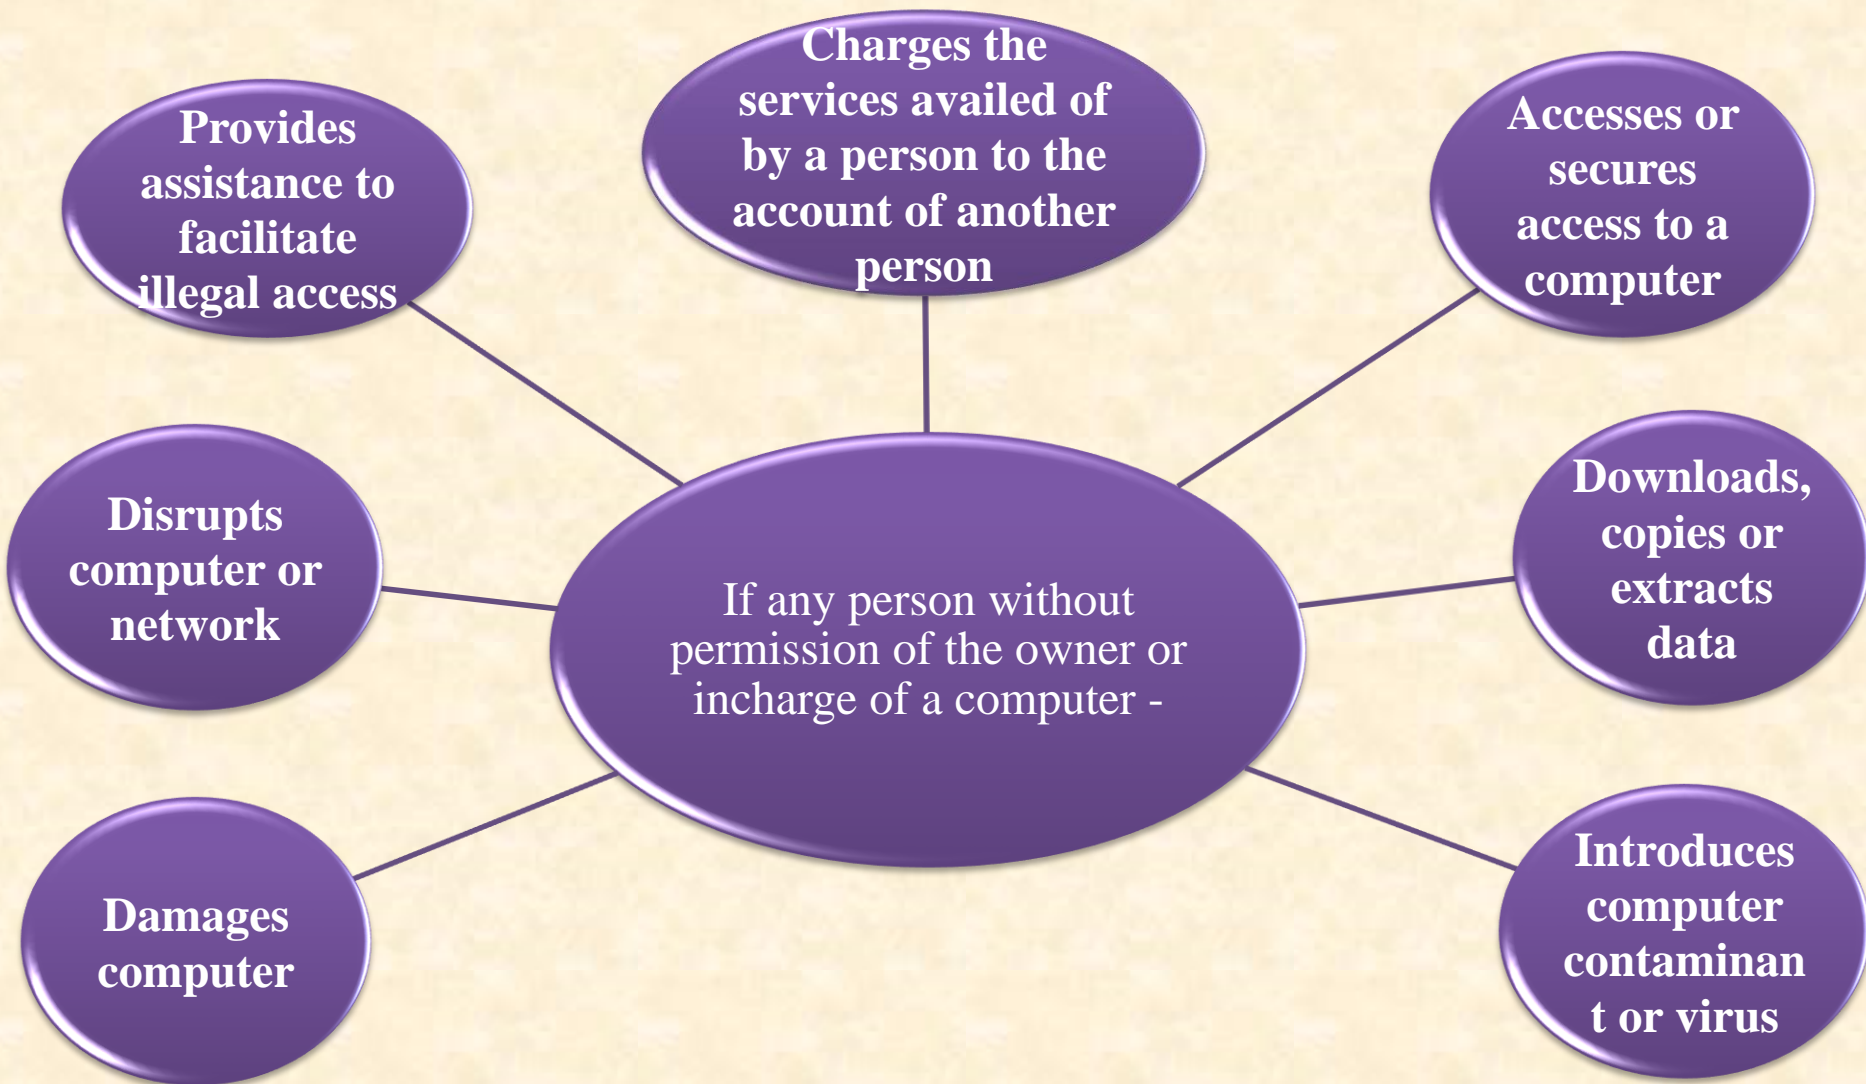 Charges the
services availed of
by a person to the
account of another
person
Provides
assistance to
facilitate
illegal access
Accesses or
secures
access to a
computer
Disrupts
computer or
network
If any person without
permission of the owner or
incharge of a computer -
Downloads,
copies or
extracts
data
Damages
computer
Introduces
computer
contaminan
t or virus